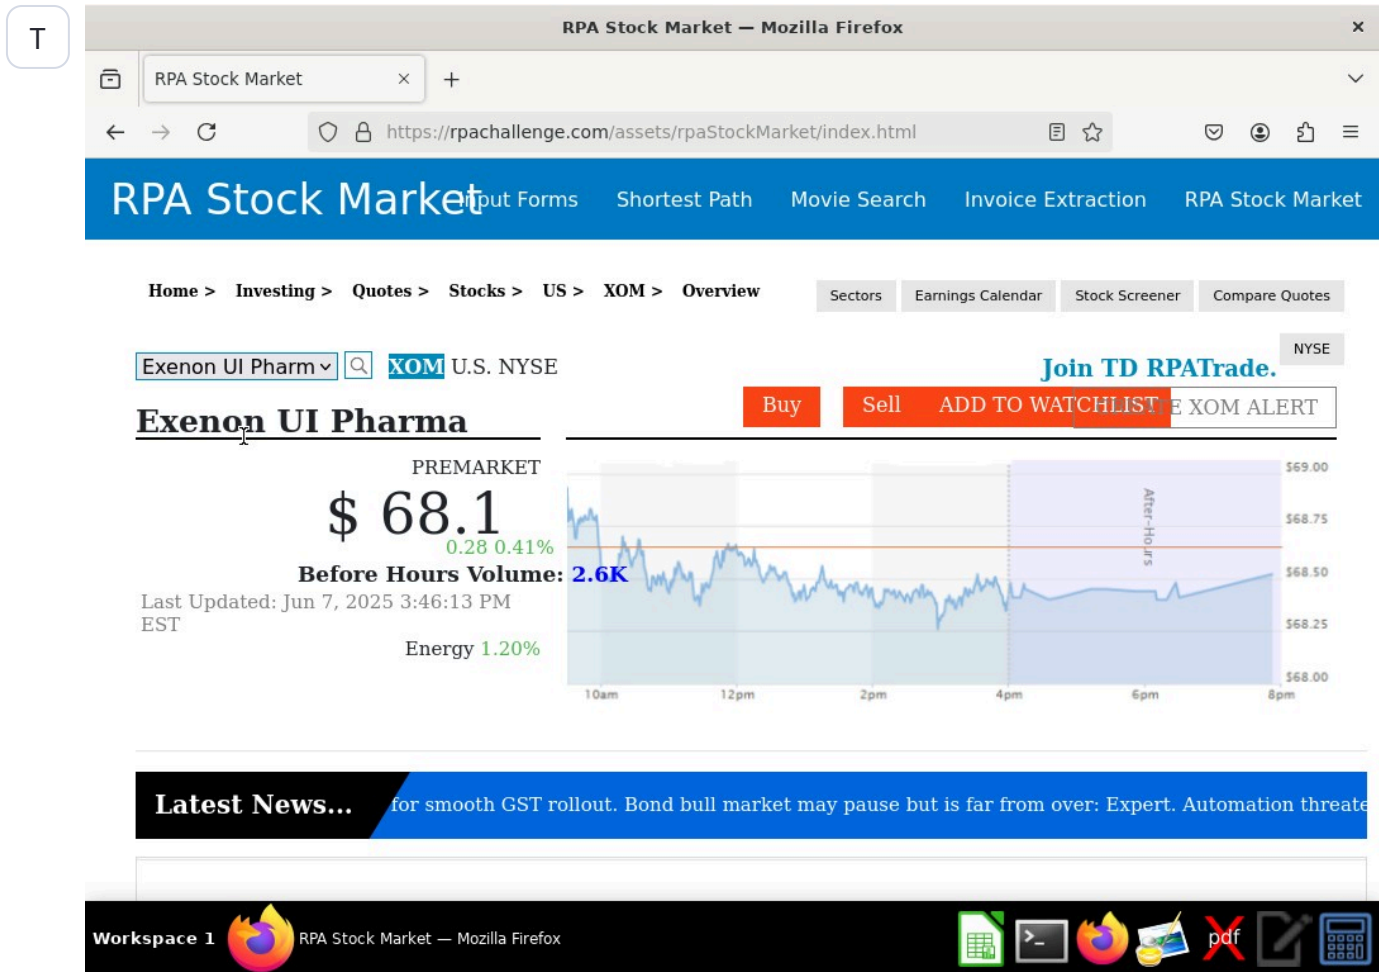 T
RPA Stock Market — Mozilla Firefox
RPA Stock Market
https://rpachallenge.com/assets/rpaStockMarket/index.html
RPA Stock Market
Input Forms Shortest Path Movie Search Invoice Extraction RPA Stock Market
Home > Investing > Quotes > Stocks > US > XOM > Overview
Sectors Earnings Calendar Stock Screener Compare Quotes
NYSE
Exenon UI Pharm XOM U.S. NYSE
Join TD RPATrade.
Buy Sell ADD TO WATCHLIST CREATE XOM ALERT
Exenon UI Pharma
PREMARKET
$ 68.1
0.28 0.41%
Before Hours Volume: 2.6K
Last Updated: Jun 7, 2025 3:46:13 PM
EST
Energy 1.20%
$69.00
$68.75
$68.50
$68.25
$68.00
After-Hours
10am 12pm 2pm 4pm 6pm 8pm
Latest News...
for smooth GST rollout. Bond bull market may pause but is far from over: Expert. Automation threate
Workspace 1 RPA Stock Market — Mozilla Firefox
pdf